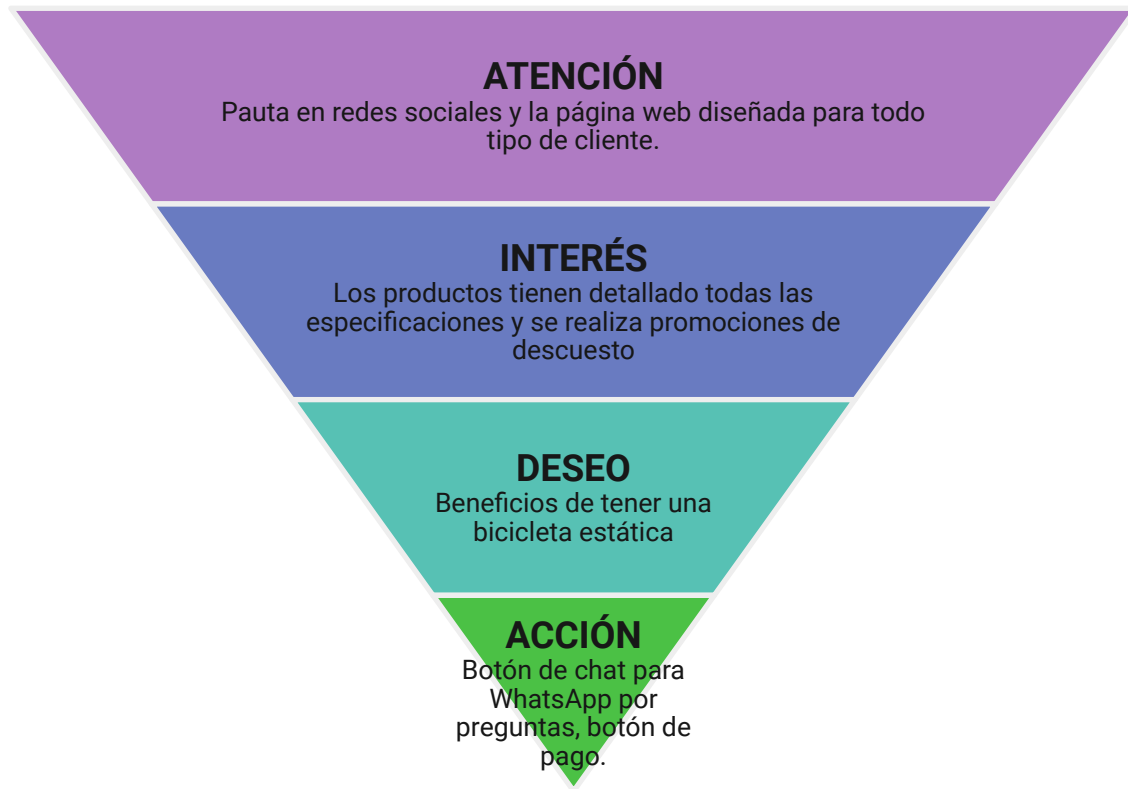 ATENCIÓN
Pauta en redes sociales y la página web diseñada para todo
tipo de cliente.
INTERÉS
Los productos tienen detallado todas las
especificaciones y se realiza promociones de
descuesto
DESEO
Beneficios de tener una
bicicleta estática
ACCIÓN
Botón de chat para
WhatsApp por
preguntas, botón de
pago.